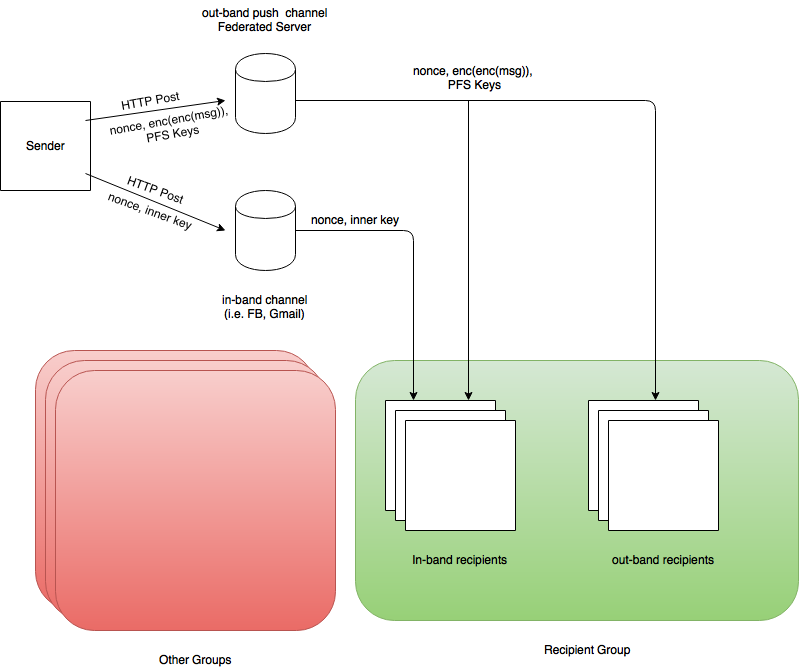 out-band push channel
Federated Server
nonce, enc(enc(msg)),
PFS Keys
HTTP Post
nonce, enc(enc(msg)),
PFS Keys
Sender
HTTP Post
nonce, inner key
nonce, inner key
in-band channel
(i.e. FB, Gmail)
In-band recipients
out-band recipients
Recipient Group
Other Groups